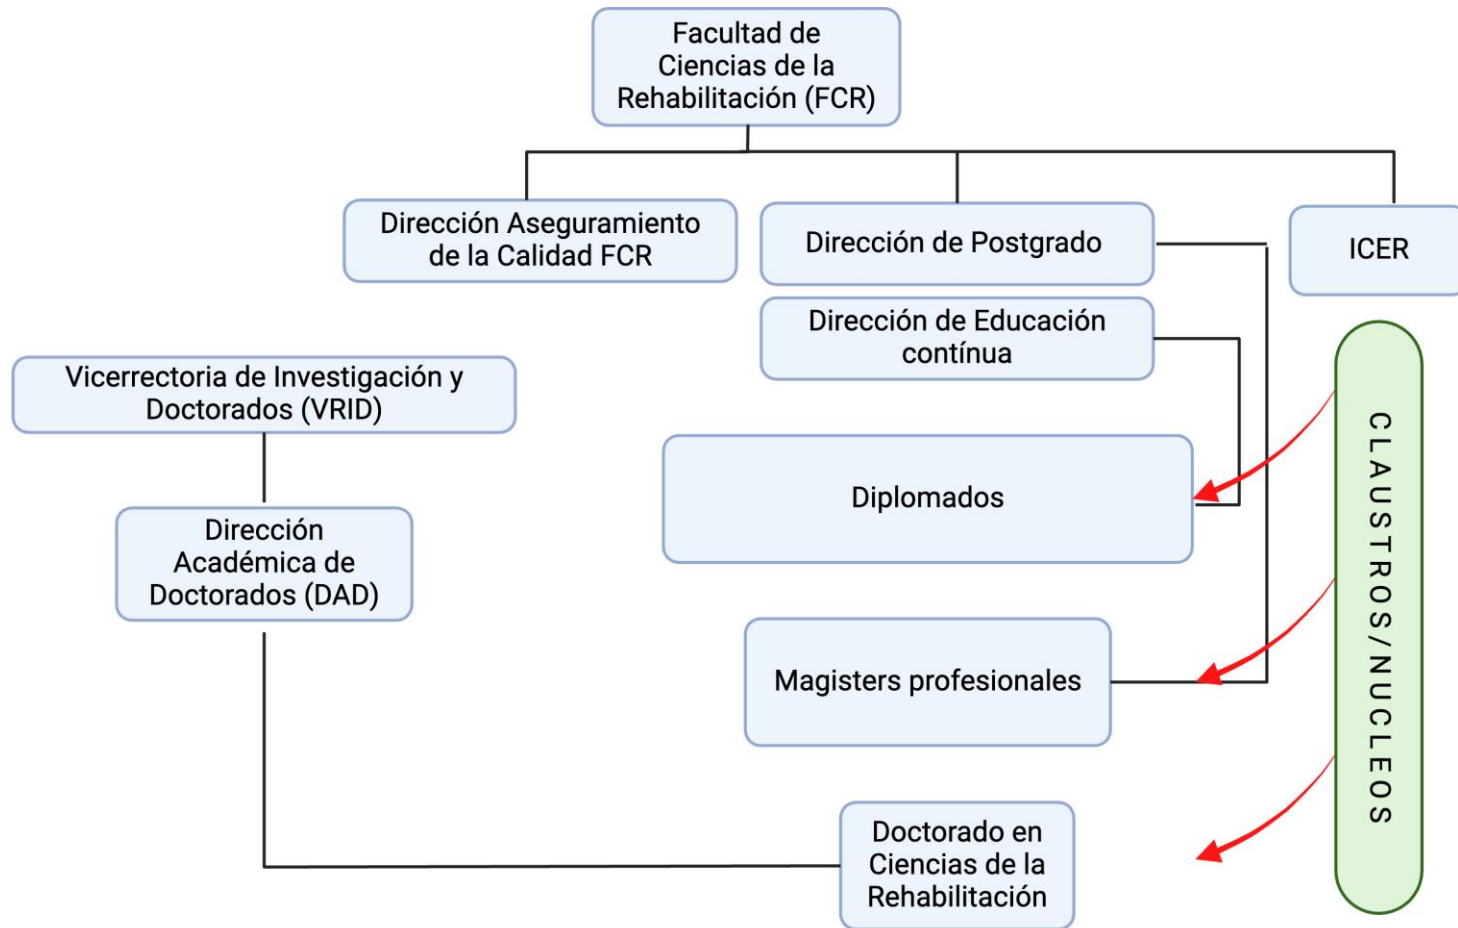 Facultad de
Ciencias de la
Rehabilitación (FCR)
Dirección Aseguramiento
de la Calidad FCR
Dirección de Postgrado
ICER
Dirección de Educación
contínua
Vicerrectoria de Investigación y
Doctorados (VRID)
Diplomados
Dirección
Académica de
Doctorados (DAD)
Magisters profesionales
Doctorado en
Ciencias de la
Rehabilitación
CLAUSTROS/NUCLEOS